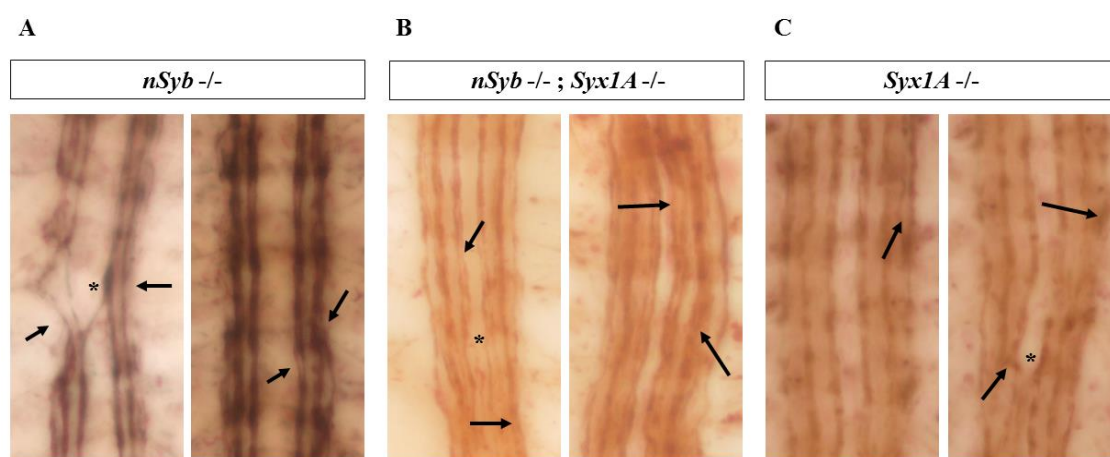 A
B
C
nSyb -/-
nSyb -/- ; Syx1A -/-
Syx1A -/-
*
*
*